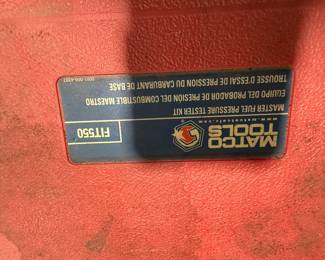 MATCO
TOOLS
www.matcotools.com
FIT550
MASTER FUEL PRESSURE TESTER KIT
EQUIPO DEL PROBADOR DE PRESIÓN DEL COMBUSTIBLE MAESTRO
TROUSSE D'ESSAI DE PRESSION DU CARBURANT DE BASE